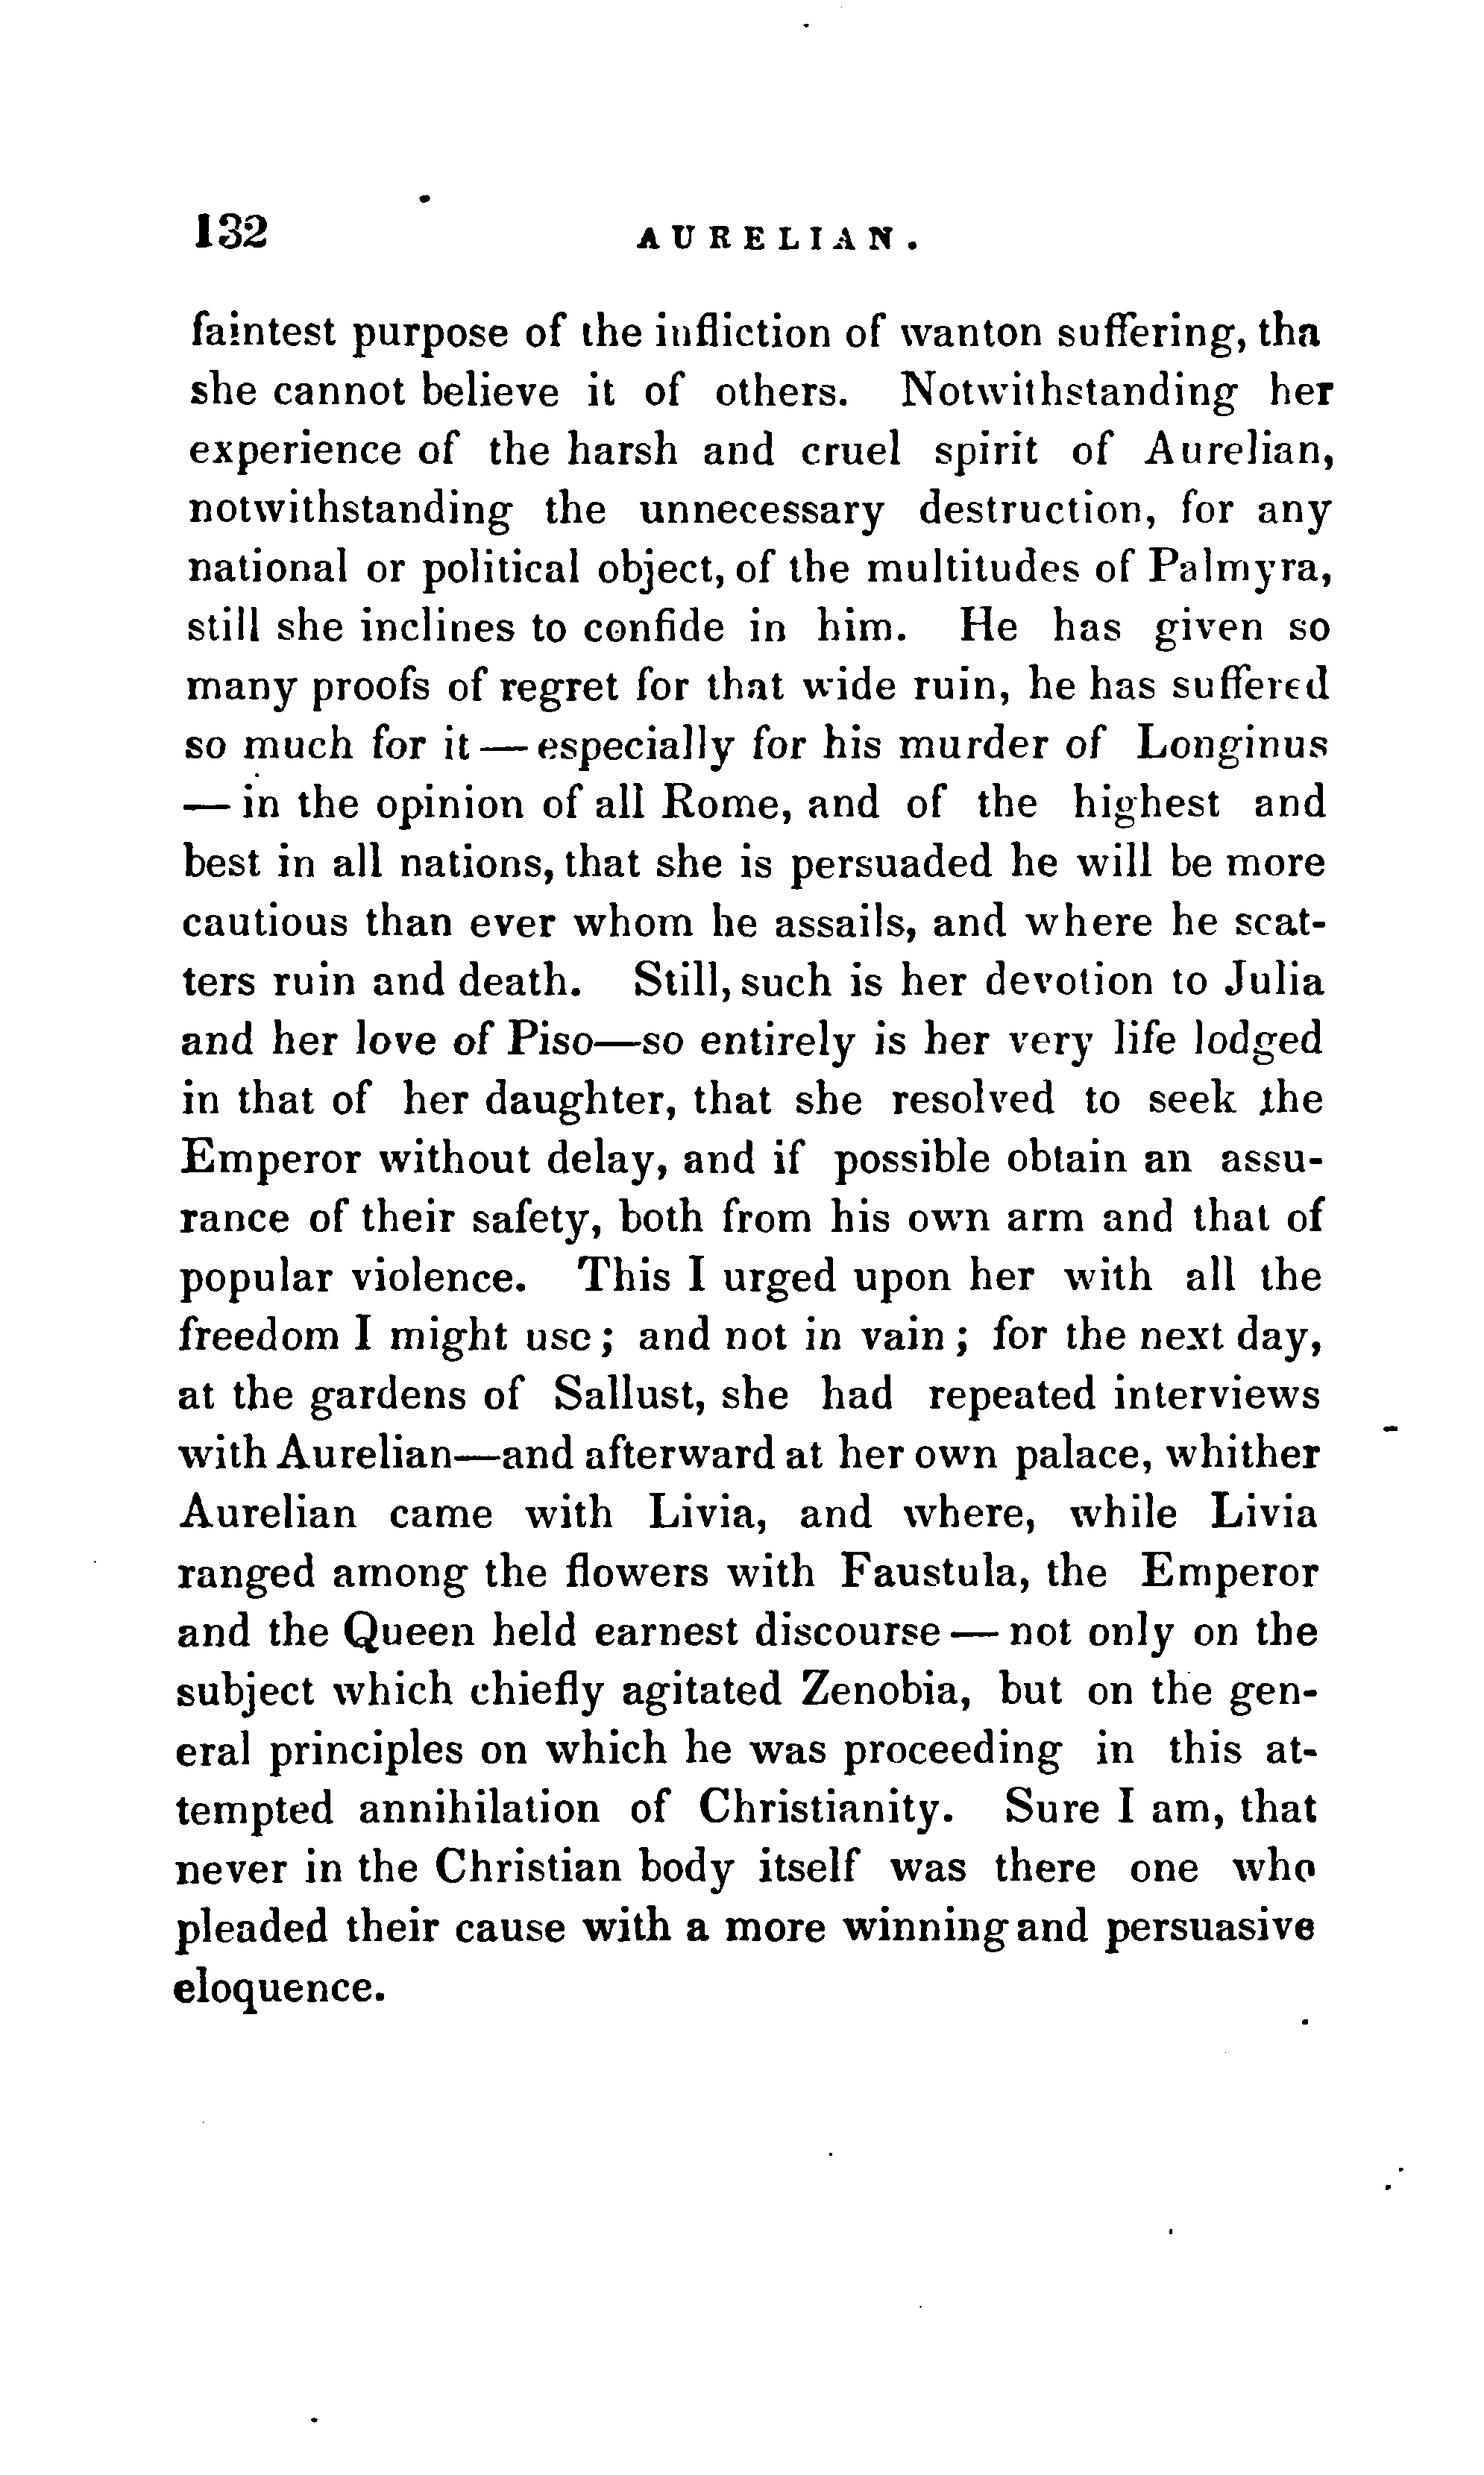 132 AURELIAN.
faintest purpose of the infliction of wanton suffering, tha
she cannot believe it of others. Notwithstanding her
experience of the harsh and cruel spirit of Aurelian,
notwithstanding the unnecessary destruction, for any
national or political object, of the multitudes of Palmyra,
still she inclines to confide in him. He has given so
many proofs of regret for that wide ruin, he has suffered
so much for it — especially for his murder of Longinus
— in the opinion of all Rome, and of the highest and
best in all nations, that she is persuaded he will be more
cautious than ever whom he assails, and where he scat-
ters ruin and death. Still, such is her devotion to Julia
and her love of Piso—so entirely is her very life lodged
in that of her daughter, that she resolved to seek the
Emperor without delay, and if possible obtain an assu-
rance of their safety, both from his own arm and that of
popular violence. This I urged upon her with all the
freedom I might use; and not in vain; for the next day,
at the gardens of Sallust, she had repeated interviews
with Aurelian—and afterward at her own palace, whither
Aurelian came with Livia, and where, while Livia
ranged among the flowers with Faustula, the Emperor
and the Queen held earnest discourse — not only on the
subject which chiefly agitated Zenobia, but on the gen-
eral principles on which he was proceeding in this at-
tempted annihilation of Christianity. Sure I am, that
never in the Christian body itself was there one who
pleaded their cause with a more winning and persuasive
eloquence.